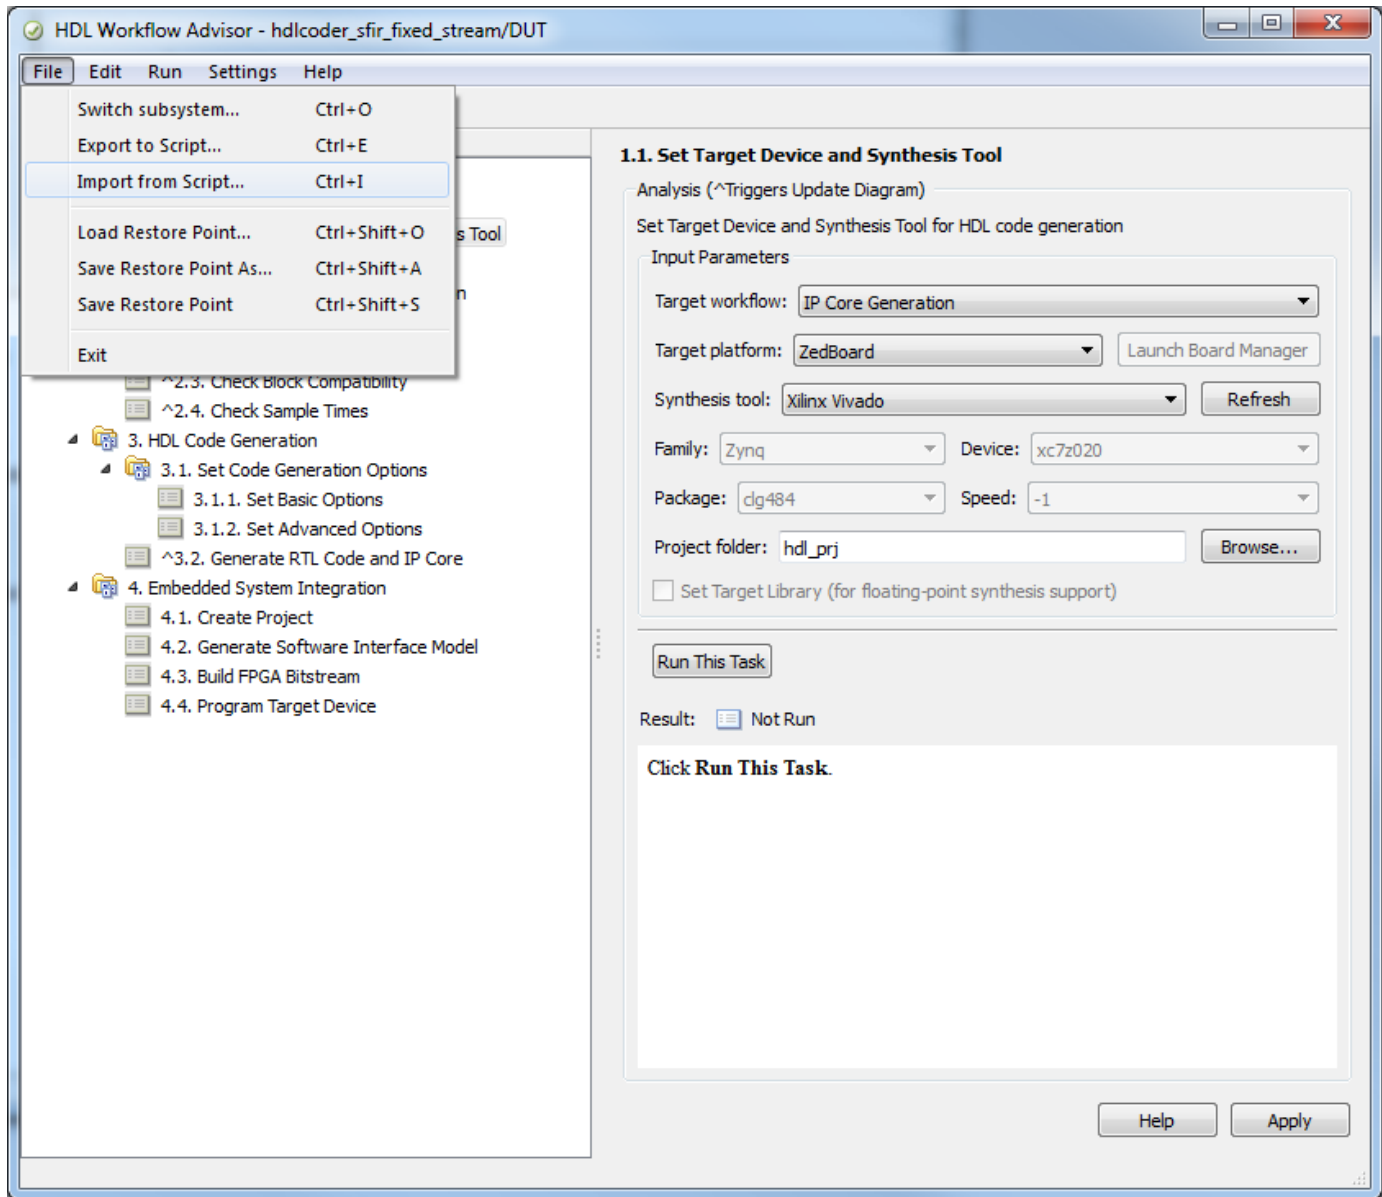 HDL Workflow Advisor - hdlcoder_sfir_fixed_stream/DUT
File Edit Run Settings Help
Switch subsystem... Ctrl+O
Export to Script... Ctrl+E
Import from Script... Ctrl+I
Load Restore Point... Ctrl+Shift+O
Save Restore Point As... Ctrl+Shift+A
Save Restore Point Ctrl+Shift+S
Exit
s Tool
n
^2.3. Check Block Compatibility
^2.4. Check Sample Times
3. HDL Code Generation
3.1. Set Code Generation Options
3.1.1. Set Basic Options
3.1.2. Set Advanced Options
^3.2. Generate RTL Code and IP Core
4. Embedded System Integration
4.1. Create Project
4.2. Generate Software Interface Model
4.3. Build FPGA Bitstream
4.4. Program Target Device
1.1. Set Target Device and Synthesis Tool
Analysis (^Triggers Update Diagram)
Set Target Device and Synthesis Tool for HDL code generation
Input Parameters
Target workflow: IP Core Generation
Target platform: ZedBoard Launch Board Manager
Synthesis tool: Xilinx Vivado Refresh
Family: Zynq Device: xc7z020
Package: clg484 Speed: -1
Project folder: hdl_prj Browse...
Set Target Library (for floating-point synthesis support)
Run This Task
Result: Not Run
Click Run This Task.
Help Apply